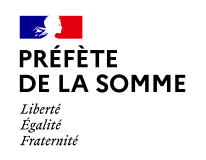 PRÉFÈTE
DE LA SOMME
Liberté
Égalité
Fraternité